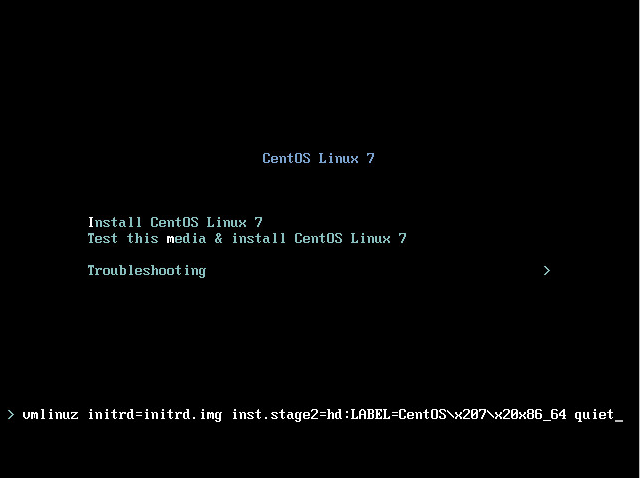 CentOS Linux 7
Install CentOS Linux 7
Test this media & install CentOS Linux 7
Troubleshooting >
> vmlinuz initrd=initrd.img inst.stage2=hd:LABEL=CentOS\x207\x20x86_64 quiet_